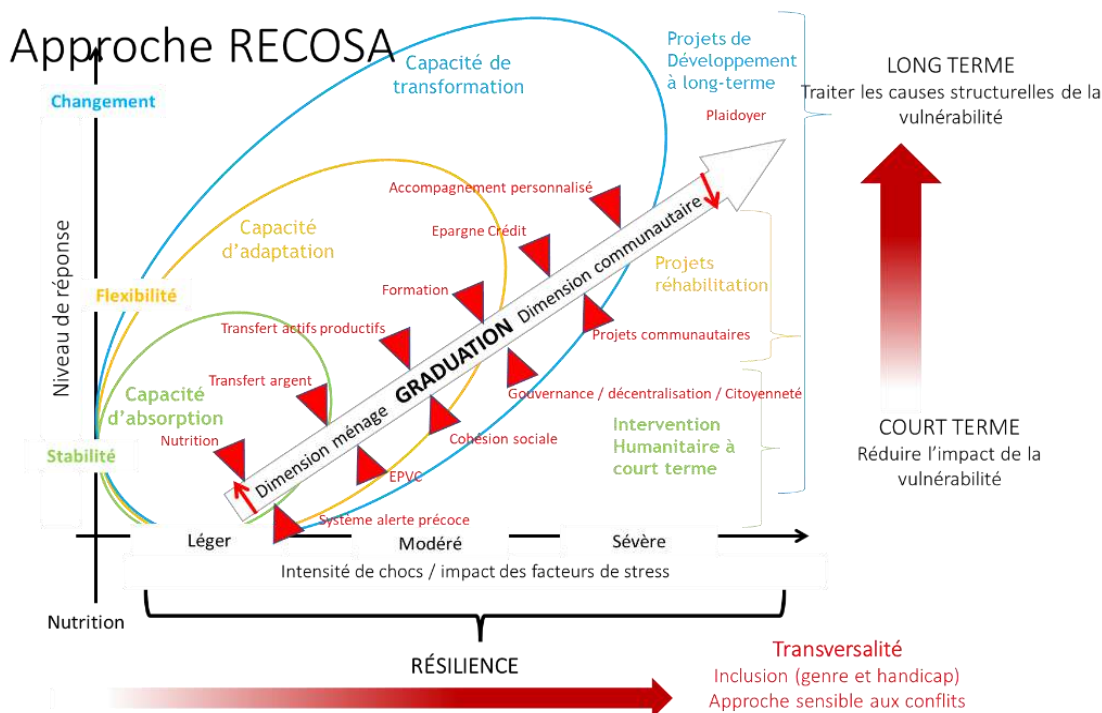 Approche RECOSA
Changement
Capacité de
transformation
Projets de
Développement
à long-terme
Plaidoyer
LONG TERME
Traiter les causes structurelles de la
vulnérabilité
Niveau de réponse
Accompagnement personnalisé
Capacité
d'adaptation
Epargne Crédit
Dimension communautaire
Projets
réhabilitation
Flexibilité
Formation
Transfert actifs productifs
GRADUATION
Projets communautaires
Transfert argent
Capacité
d'absorption
Gouvernance / décentralisation / Citoyenneté
Nutrition
Dimension ménage
Cohésion sociale
Intervention
Humanitaire à
court terme
COURT TERME
Réduire l'impact de la
vulnérabilité
Stabilité
EPVC
Système alerte précoce
Léger
Modéré
Sévère
Intensité de chocs / impact des facteurs de stress
Nutrition
RÉSILIENCE
Transversalité
Inclusion (genre et handicap)
Approche sensible aux conflits